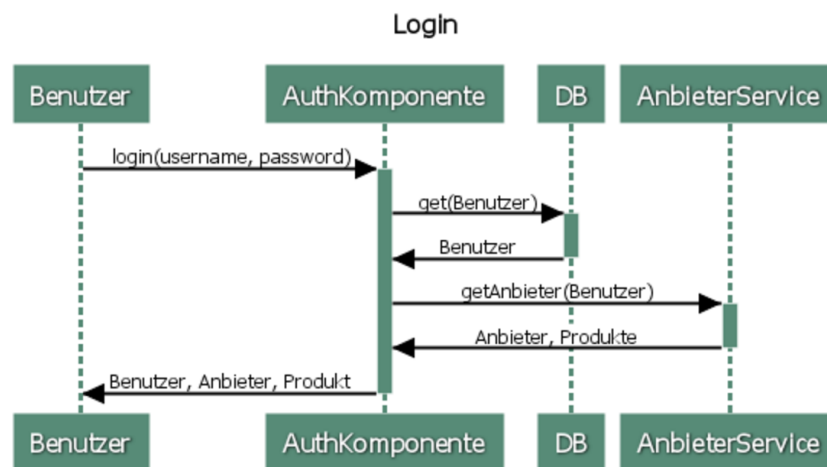 Login
Benutzer
AuthKomponente
DB
AnbieterService
login(username, password)
get(Benutzer)
Benutzer
getAnbieter(Benutzer)
Anbieter, Produkte
Benutzer, Anbieter, Produkt
Benutzer
AuthKomponente
DB
AnbieterService